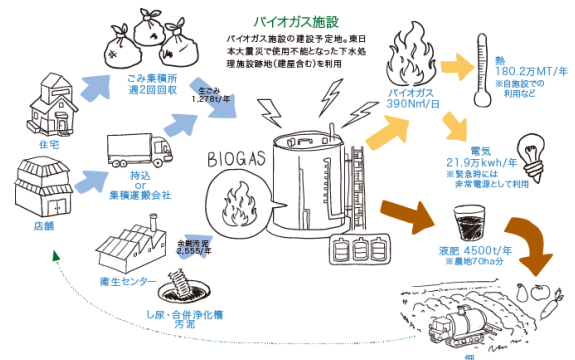 バイオガス施設
バイオガス施設の建設予定地。東日
本大震災で使用不能となった下水処
理施設跡地(建屋含む)を利用
ごみ集積所
週2回回収
生ごみ
1,278t/年
住宅
持込
or
集積運搬会社
店舗
BIOGAS
衛生センター
余剰汚泥
2,555/年
し尿・合併浄化槽
汚泥
バイオガス
390N㎥/日
熱
180.2万MT/年
※自施設での
利用など
電気
21.9万kwh/年
※緊急時には
非常電源として利用
液肥 4500t/年
※農地70ha分
畑